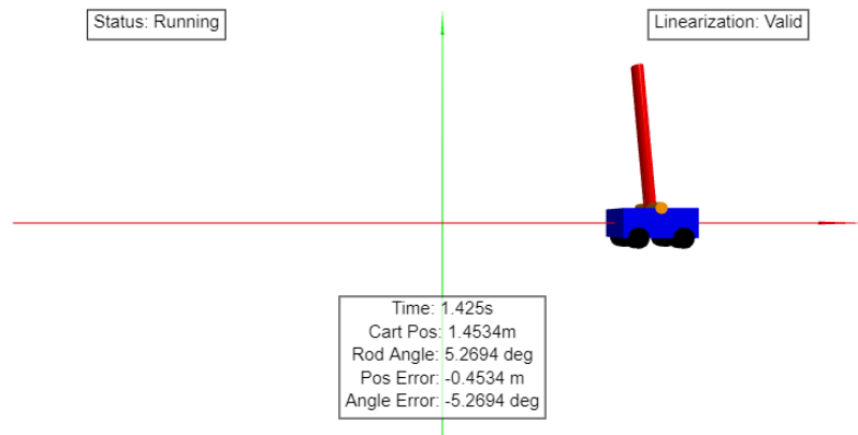 Status: Running
Linearization: Valid
Time: 1.425s
Cart Pos: 1.4534m
Rod Angle: 5.2694 deg
Pos Error: -0.4534 m
Angle Error: -5.2694 deg